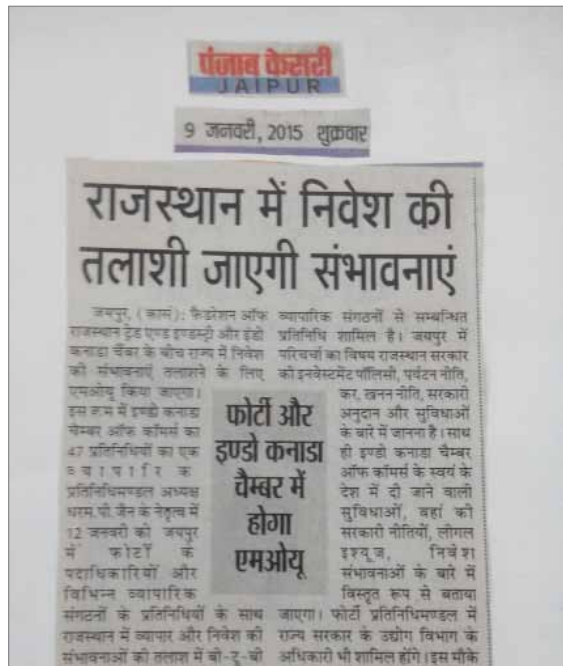 पंजाब केसरी
JAIPUR
9 जनवरी, 2015 शुक्रवार
राजस्थान में निवेश की
तलाशी जाएगी संभावनाएं
जयपुर, (कासं): फैडरेशन ऑफ
राजस्थान ट्रेड एण्ड इण्डस्ट्री और इंडो
कनाडा चैंबर के बीच राज्य में निवेश
की संभावनाएं तलाशने के लिए
एमओयू किया जाएगा।
इस क्रम में इण्डो कनाडा
चेम्बर ऑफ कॉमर्स का
47 प्रतिनिधियों का एक
व्यापारिक
प्रतिनिधिमण्डल अध्यक्ष
धरम.पी.जैन के नेतृत्व में
12 जनवरी को जयपुर
में फोर्टी के
पदाधिकारियों और
विभिन्न व्यापारिक
संगठनों के प्रतिनिधियों के साथ
राजस्थान में व्यापार और निवेश की
संभावनाओं की तलाश में बी-टू-बी
फोर्टी और
इण्डो कनाडा
चैम्बर में
होगा
एमओयू
व्यापारिक संगठनों से सम्बन्धित
प्रतिनिधि शामिल है। जयपुर में
परिचर्चा का विषय राजस्थान सरकार
की इनवेस्टमेंट पॉलिसी, पर्यटन नीति,
कर, खनन नीति, सरकारी
अनुदान और सुविधाओं
के बारे में जानना है। साथ
ही इण्डो कनाडा चैम्बर
ऑफ कॉमर्स के स्वयं के
देश में दी जाने वाली
सुविधाओं, वहां की
सरकारी नीतियों, लीगल
इश्यूज, निवेश
संभावनाओं के बारे में
विस्तृत रूप से बताया
जाएगा। फोर्टी प्रतिनिधिमण्डल में
राज्य सरकार के उद्योग विभाग के
अधिकारी भी शामिल होंगे। इस मौके